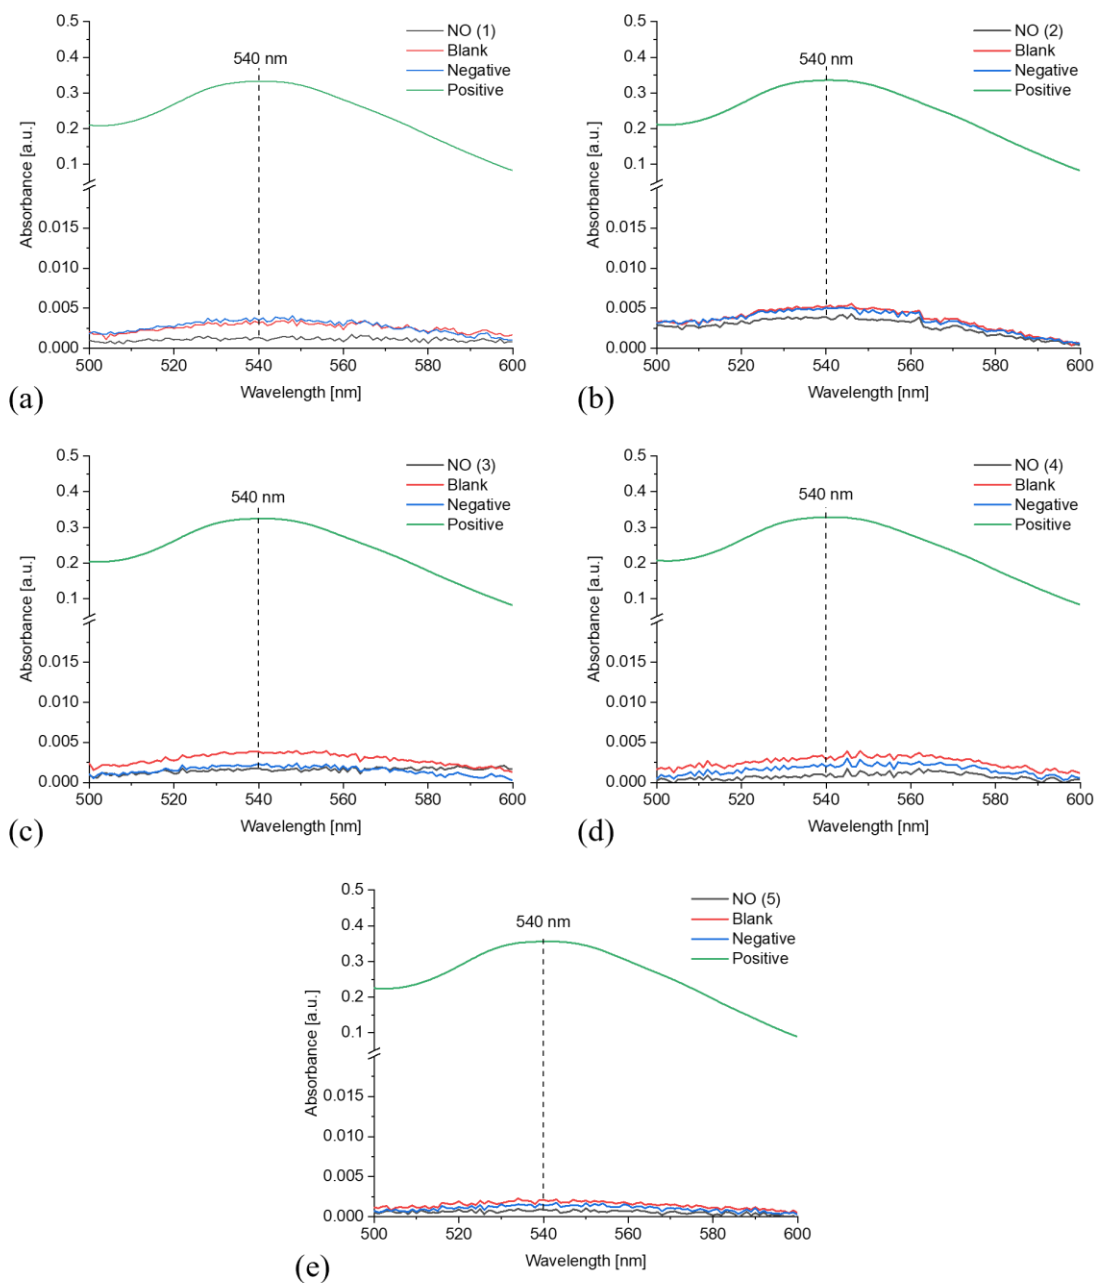 0.5
0.4
0.3
0.2
0.1
0.015
0.010
0.005
0.000
Absorbance [a.u.]
540 nm
NO (1)
Blank
Negative
Positive
500 520 540 560 580 600
Wavelength [nm]
(a)
0.5
0.4
0.3
0.2
0.1
0.015
0.010
0.005
0.000
Absorbance [a.u.]
540 nm
NO (2)
Blank
Negative
Positive
500 520 540 560 580 600
Wavelength [nm]
(b)
0.5
0.4
0.3
0.2
0.1
0.015
0.010
0.005
0.000
Absorbance [a.u.]
540 nm
NO (3)
Blank
Negative
Positive
500 520 540 560 580 600
Wavelength [nm]
(c)
0.5
0.4
0.3
0.2
0.1
0.015
0.010
0.005
0.000
Absorbance [a.u.]
540 nm
NO (4)
Blank
Negative
Positive
500 520 540 560 580 600
Wavelength [nm]
(d)
0.5
0.4
0.3
0.2
0.1
0.015
0.010
0.005
0.000
Absorbance [a.u.]
540 nm
NO (5)
Blank
Negative
Positive
500 520 540 560 580 600
Wavelength [nm]
(e)